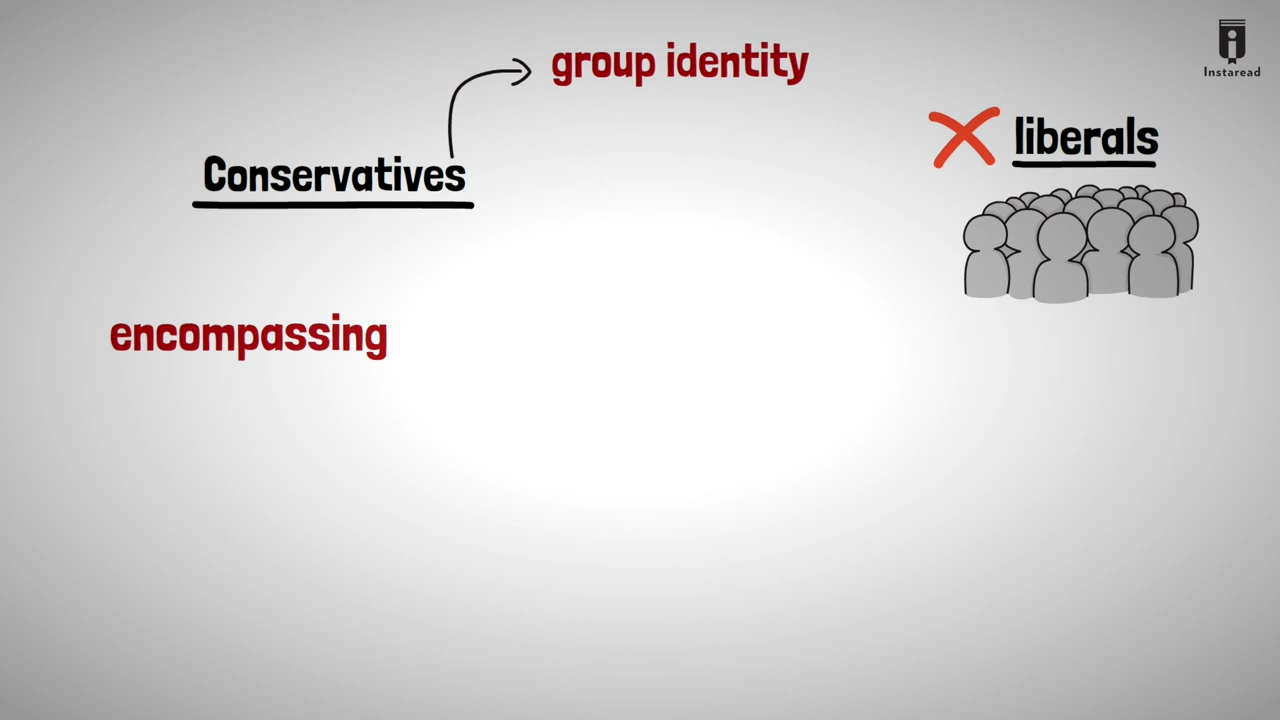 group identity
Instaread
liberals
Conservatives
encompassing